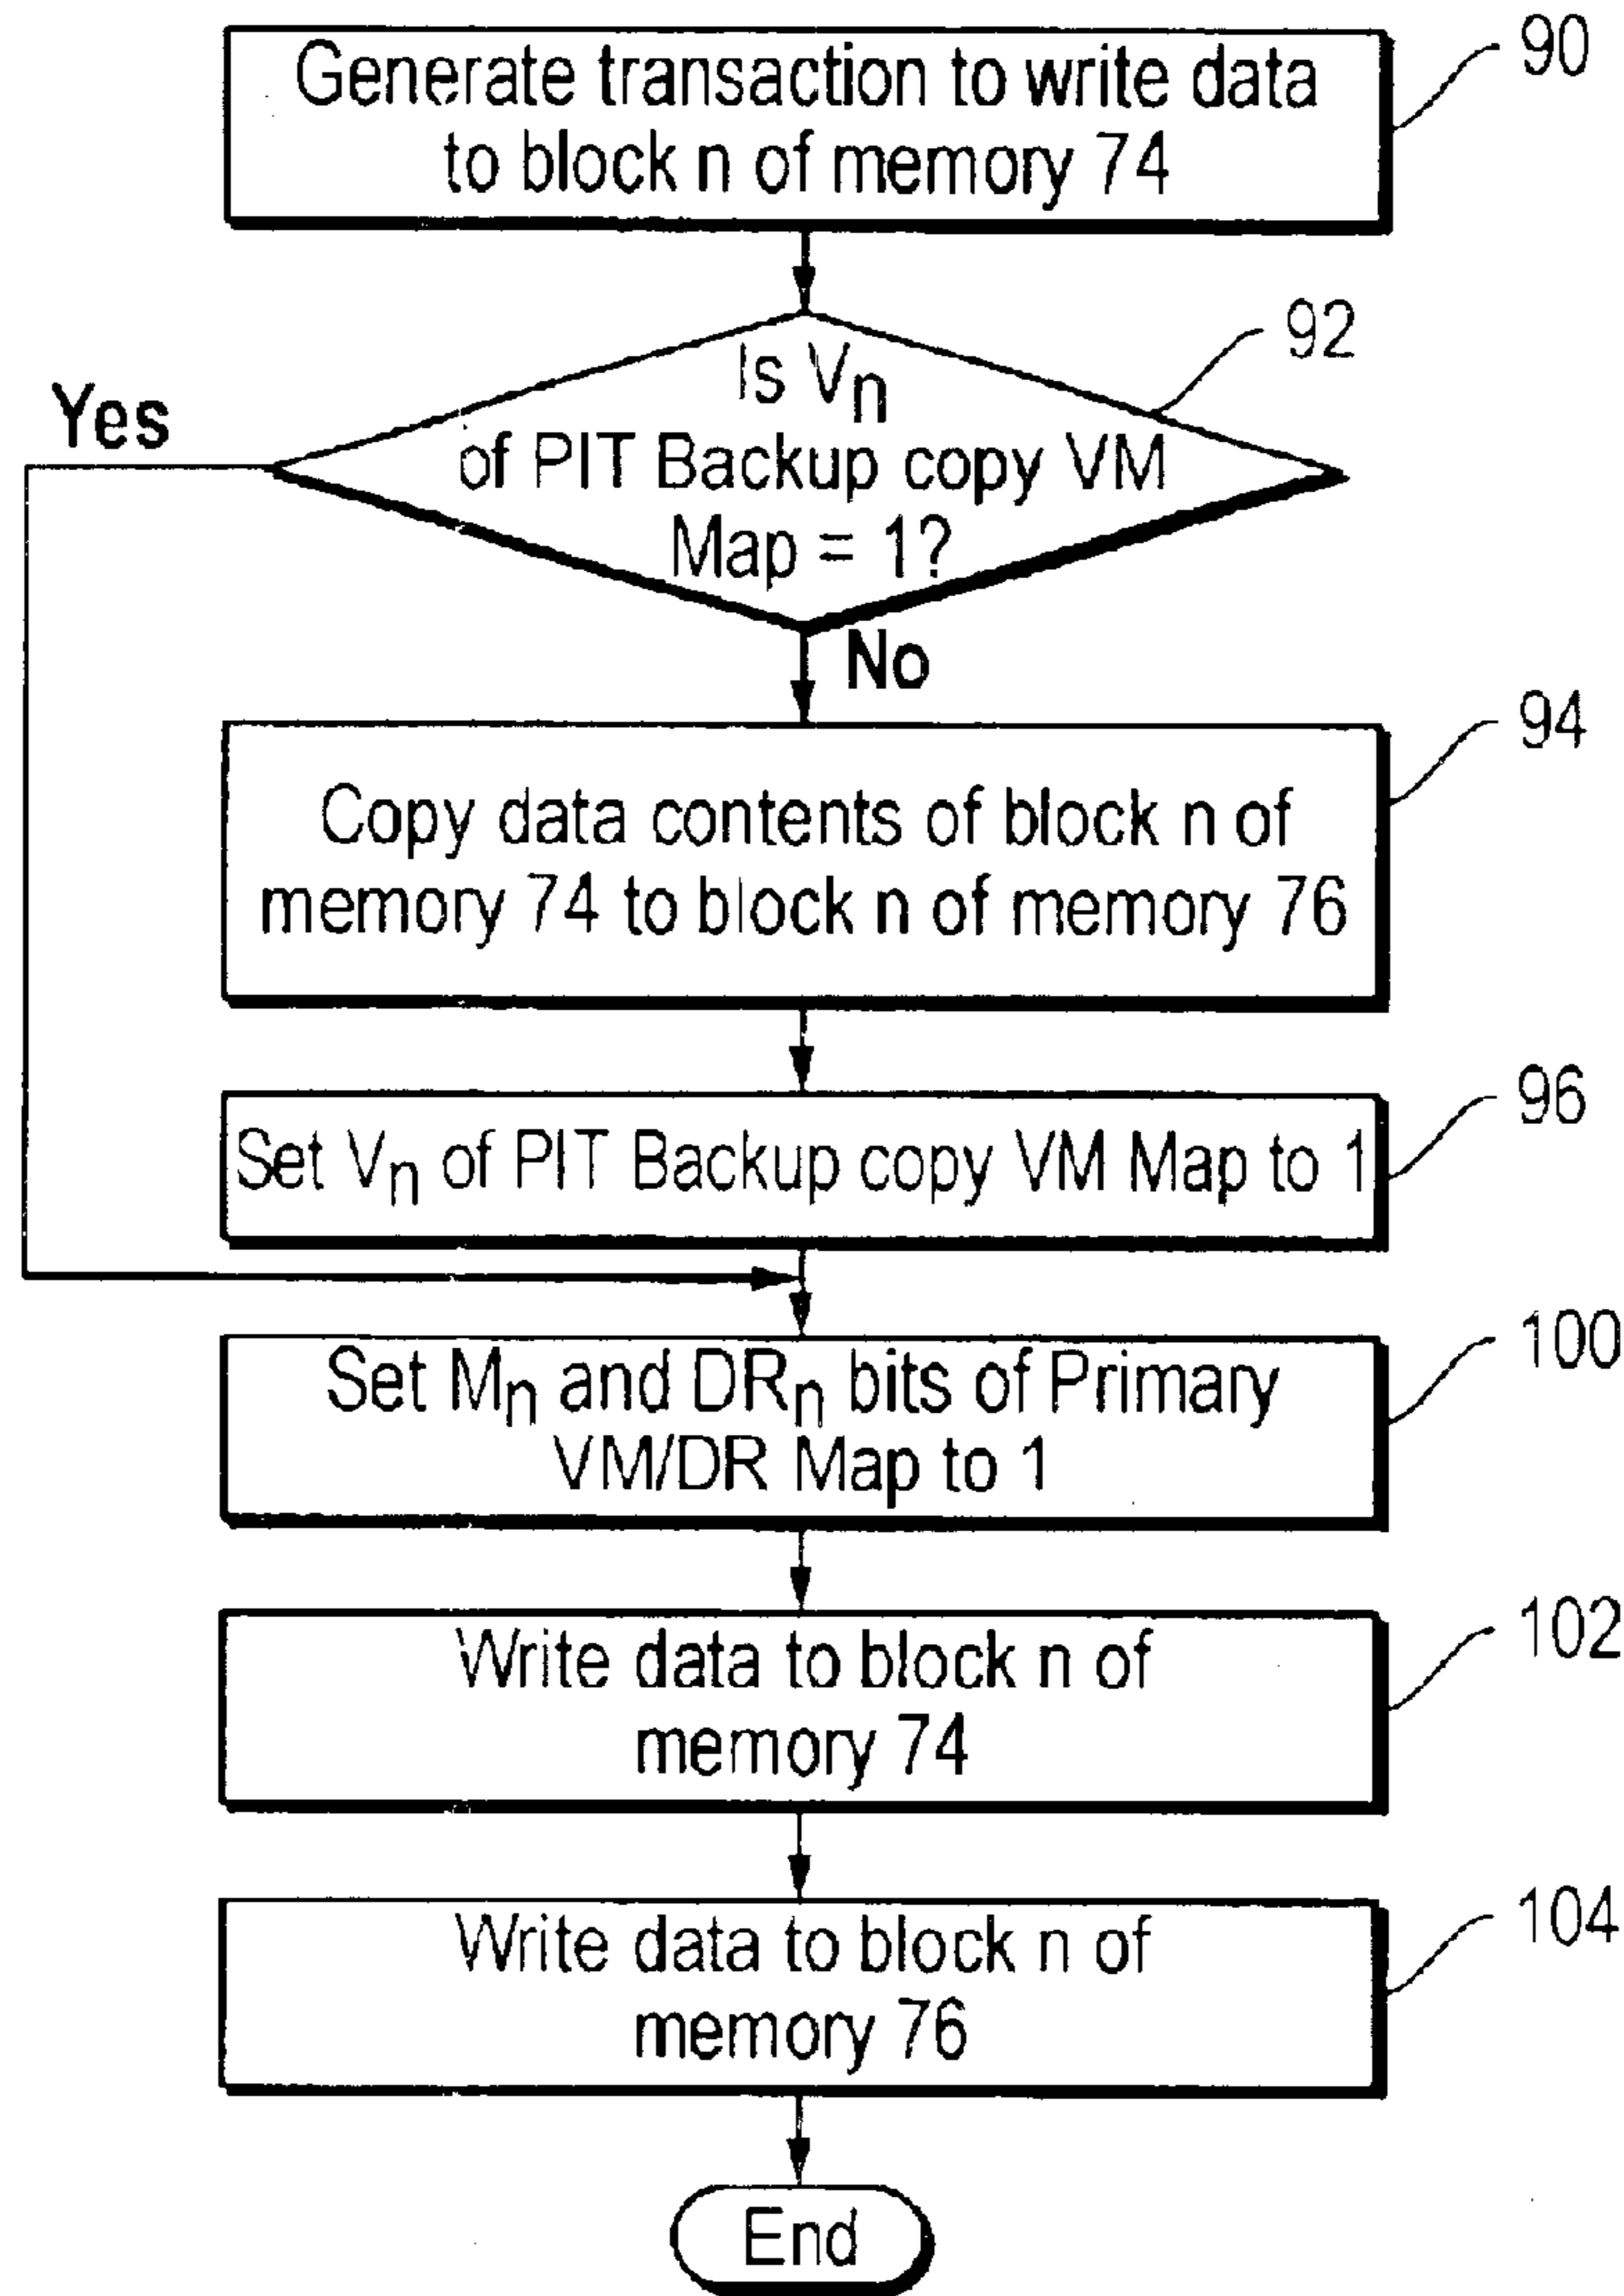 Generate transaction to write data
to block n of memory 74
90
Is Vn
of PIT Backup copy VM
Map = 1?
92
Yes
No
Copy data contents of block n of
memory 74 to block n of memory 76
94
Set Vn of PIT Backup copy VM Map to 1
96
Set Mn and DRn bits of Primary
VM/DR Map to 1
100
Write data to block n of
memory 74
102
Write data to block n of
memory 76
104
End